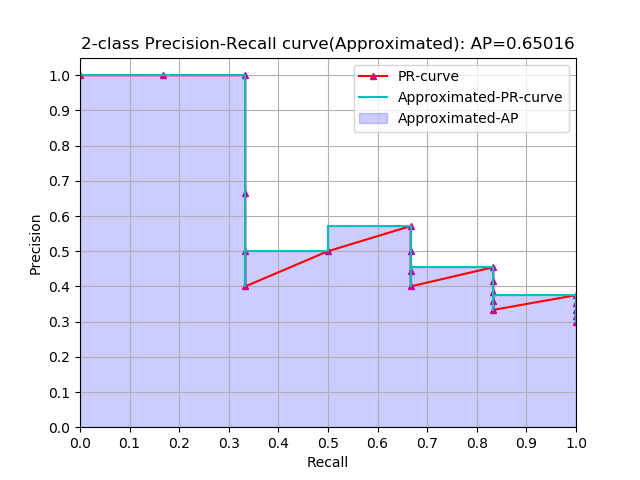 2-class Precision-Recall curve(Approximated): AP=0.65016
PR-curve
Approximated-PR-curve
Approximated-AP
Precision
1.0
0.9
0.8
0.7
0.6
0.5
0.4
0.3
0.2
0.1
0.0
0.0 0.1 0.2 0.3 0.4 0.5 0.6 0.7 0.8 0.9 1.0
Recall